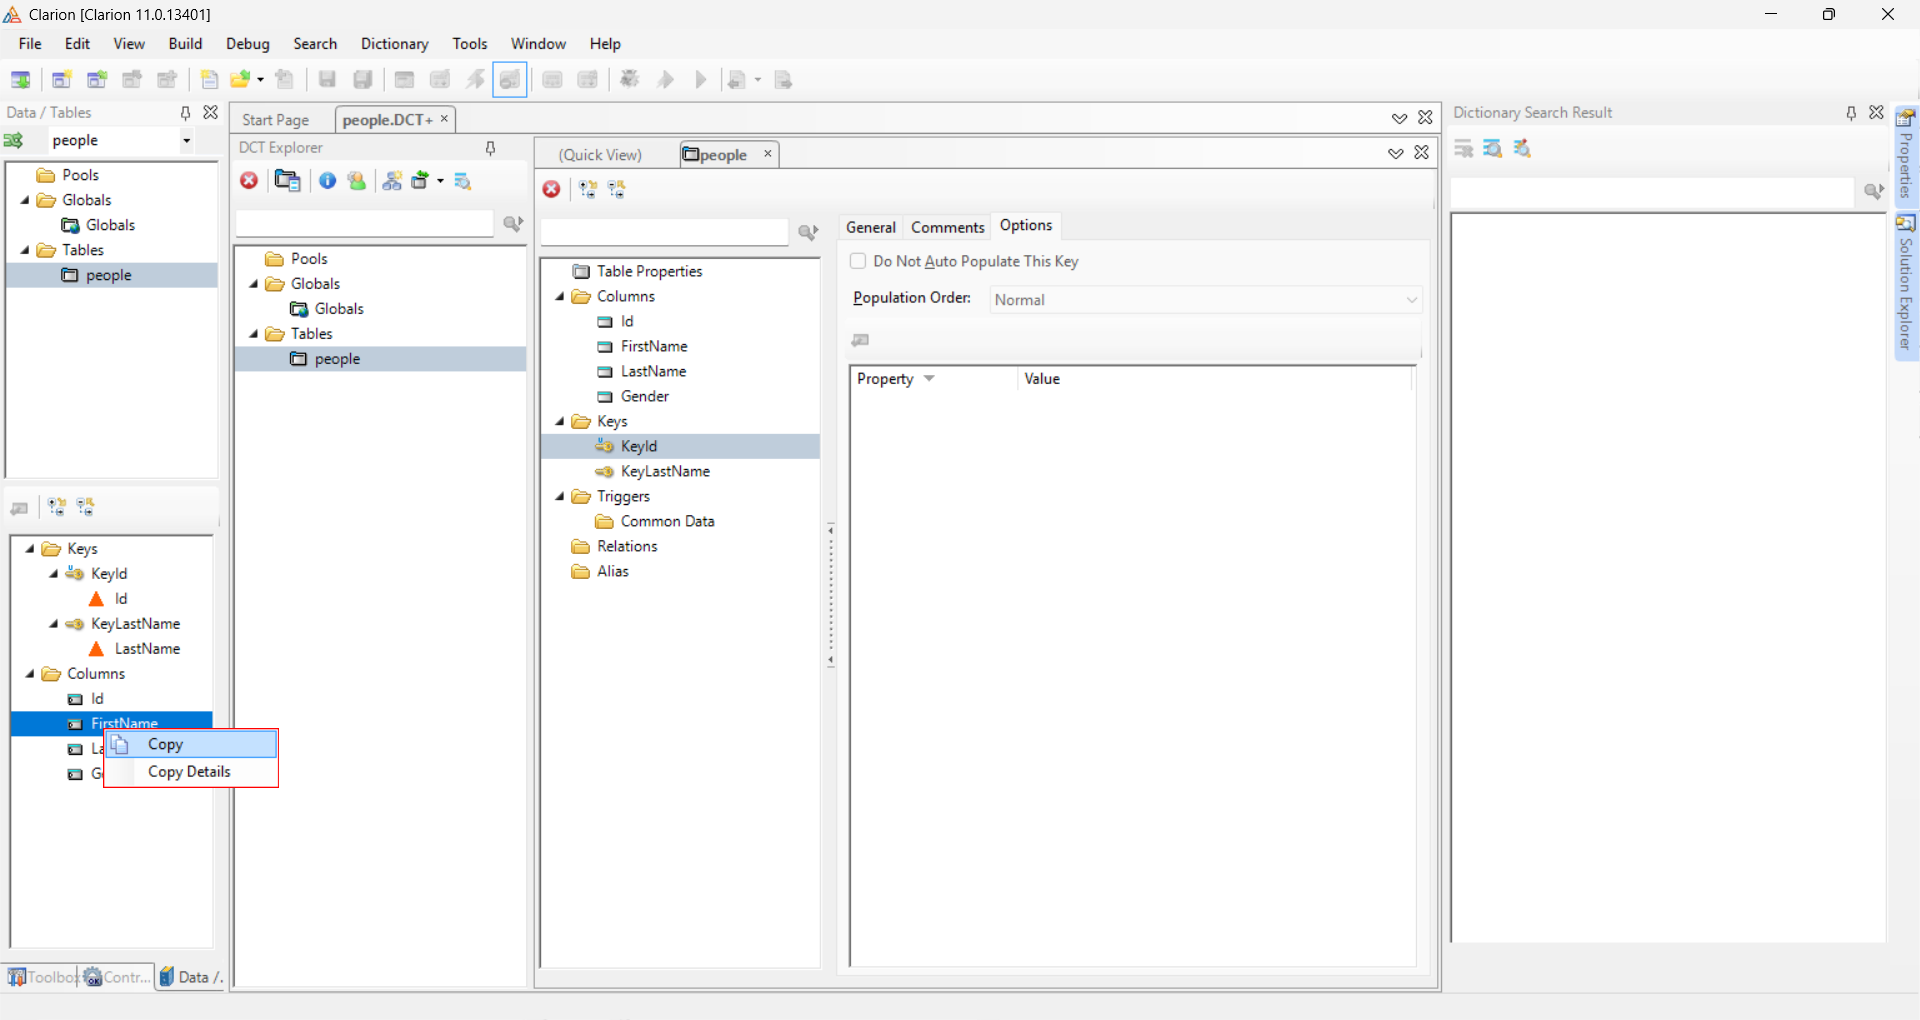 Clarion [Clarion 11.0.13401]
File Edit View Build Debug Search Dictionary Tools Window Help
Data / Tables
people
Pools
Globals
Globals
Tables
people
Keys
KeyId
Id
KeyLastName
LastName
Columns
Id
FirstName
La
G
Copy
Copy Details
Toolbox Contr... Data /.
Start Page people.DCT+
DCT Explorer
Pools
Globals
Globals
Tables
people
(Quick View) people
Table Properties
Columns
Id
FirstName
LastName
Gender
Keys
KeyId
KeyLastName
Triggers
Common Data
Relations
Alias
General Comments Options
Do Not Auto Populate This Key
Population Order: Normal
Property Value
Dictionary Search Result
Properties
Solution Explorer